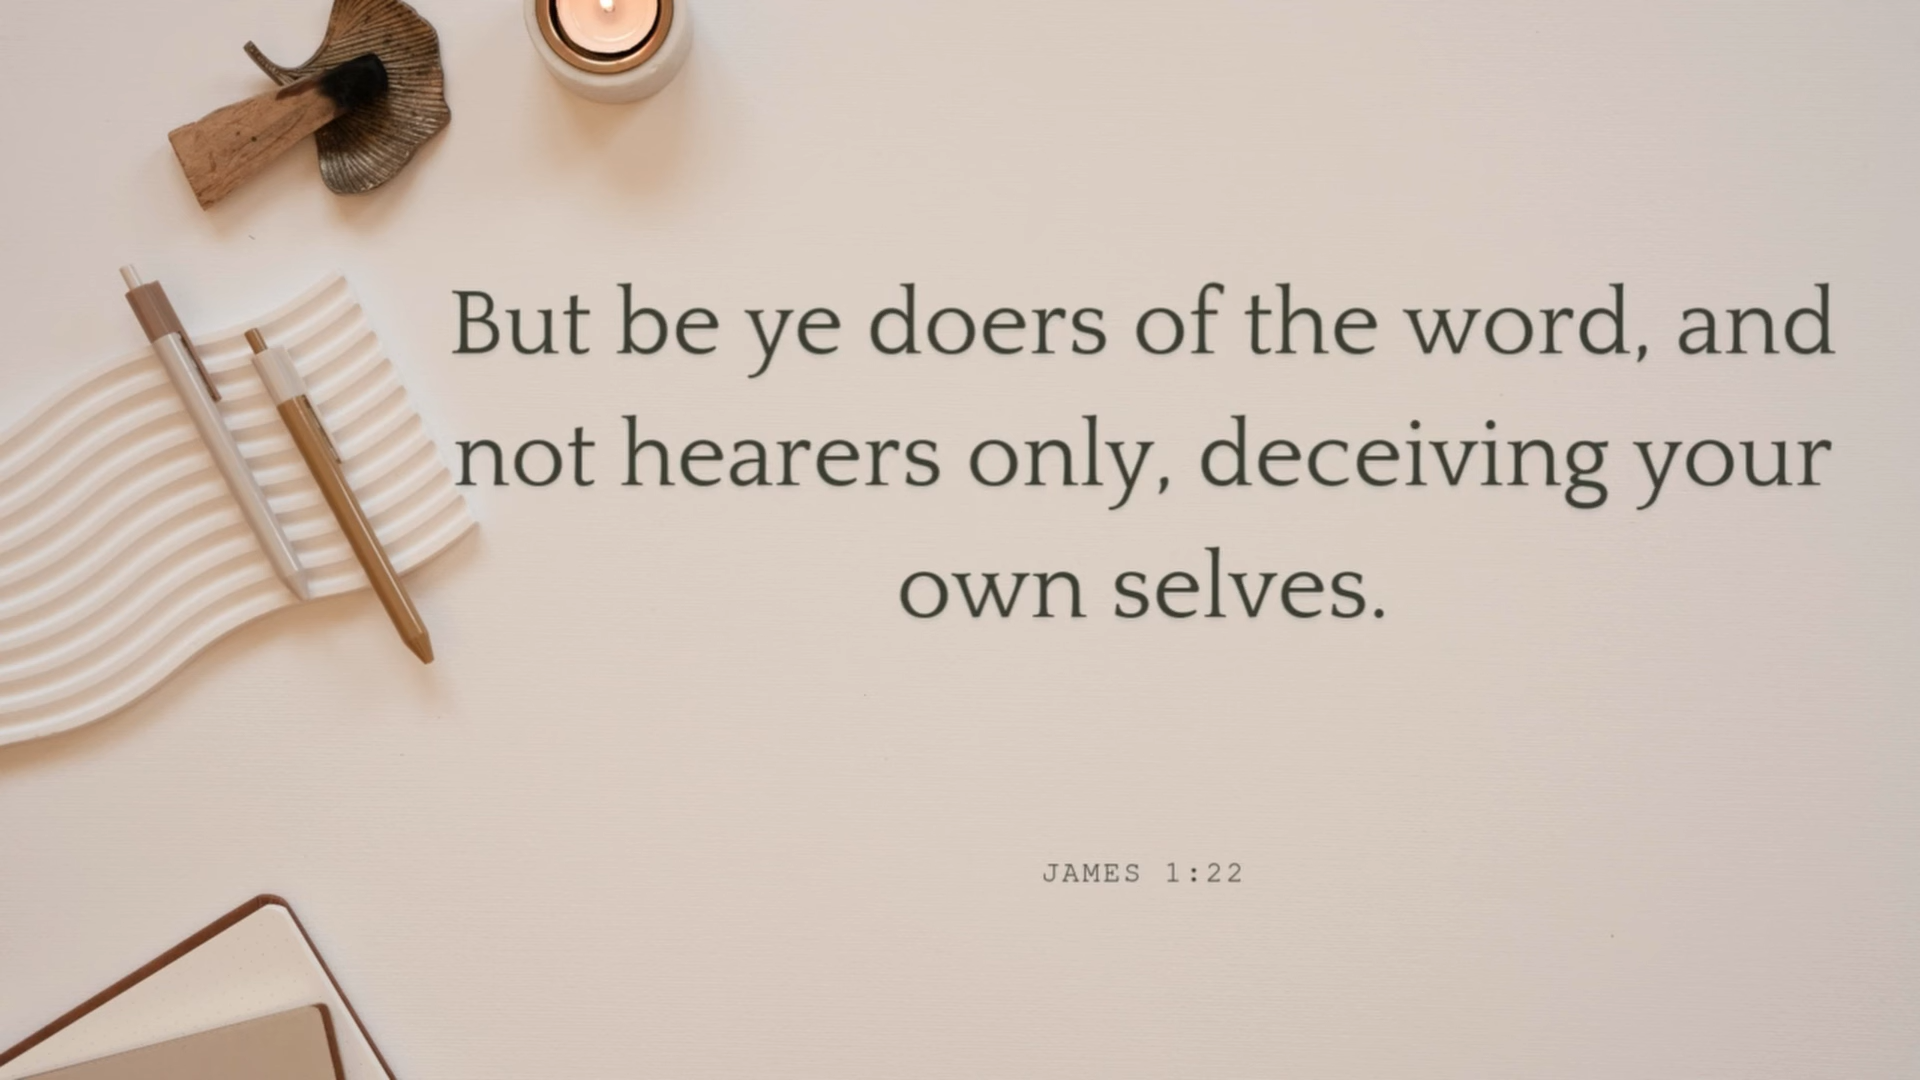 But be ye doers of the word, and
not hearers only, deceiving your
own selves.
JAMES 1:22